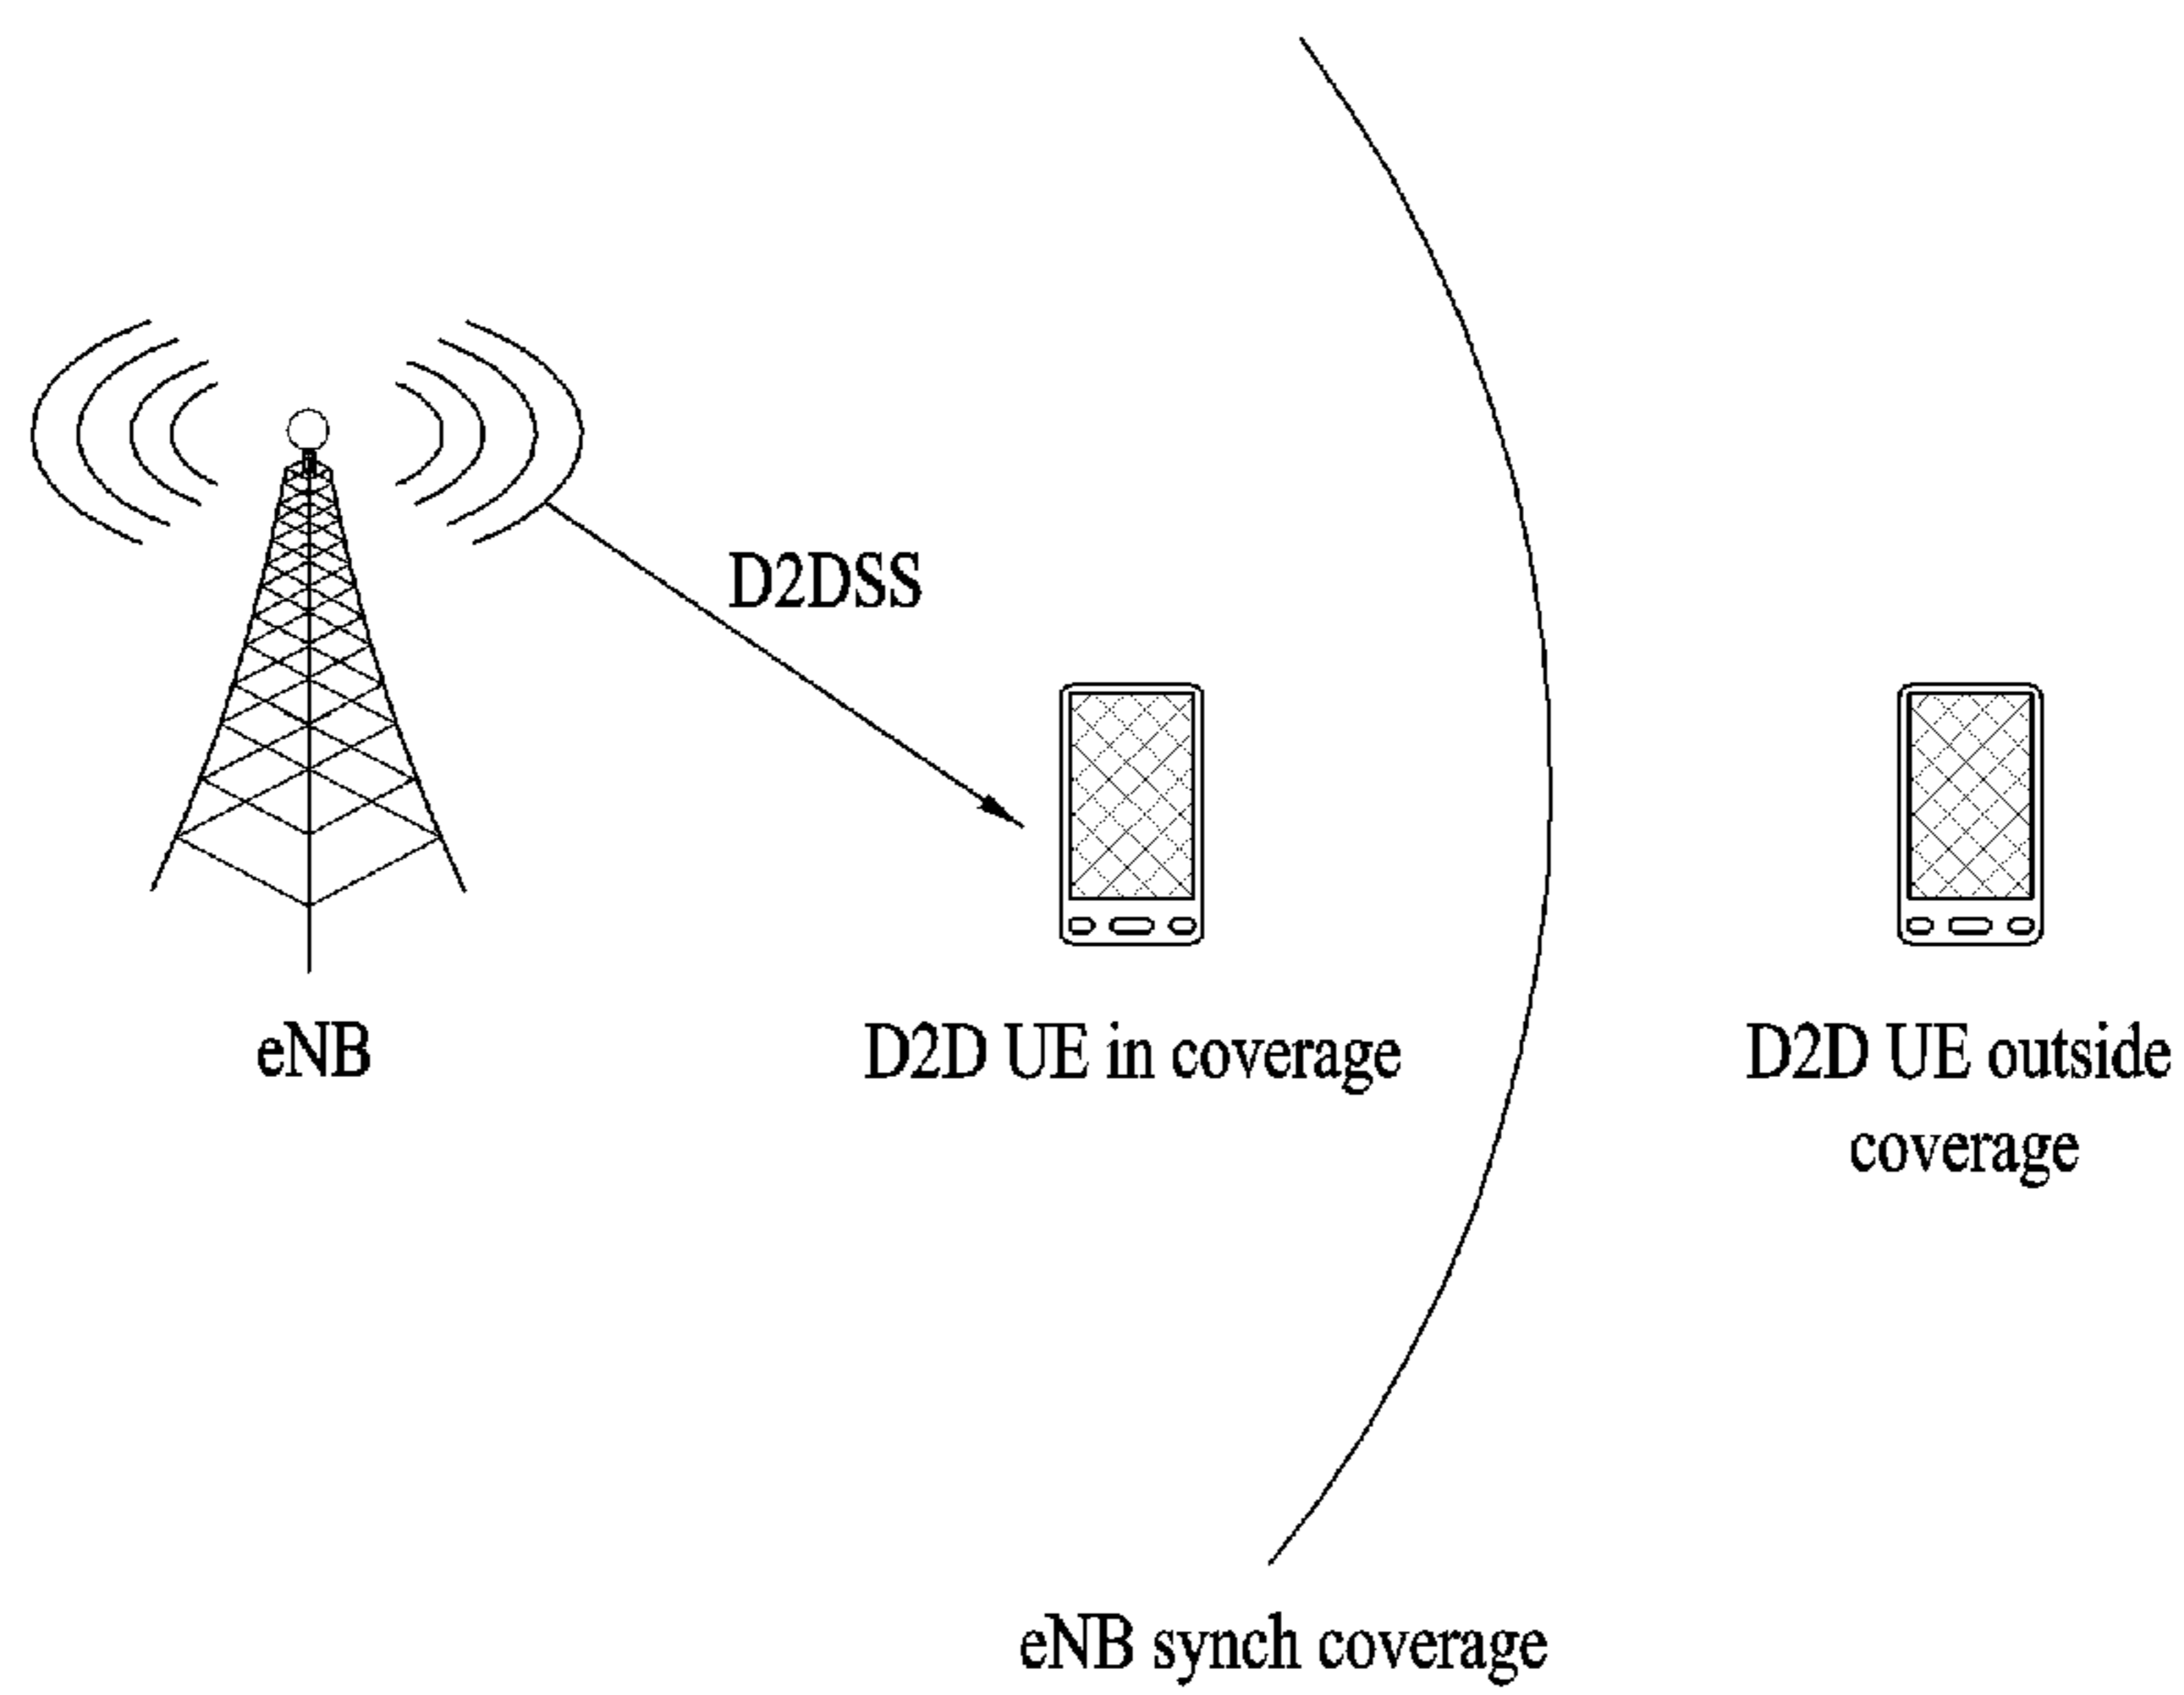 D2DSS
eNB
D2D UE in coverage
D2D UE outside
coverage
eNB synch coverage